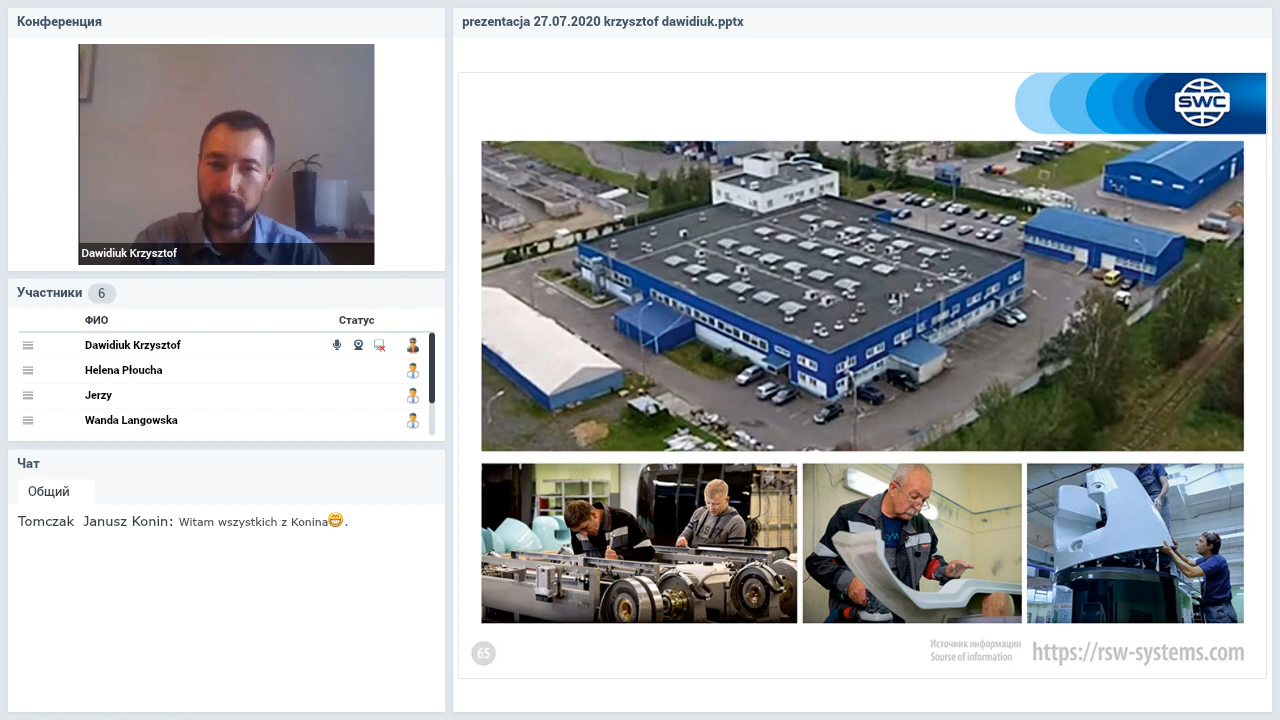 Конференция
Dawidiuk Krzysztof
Участники 6
ФИО Статус
Dawidiuk Krzysztof
Helena Płoucha
Jerzy
Wanda Langowska
Чат
Общий
Tomczak Janusz Konin: Witam wszystkich z Konina.
prezentacja 27.07.2020 krzysztof dawidiuk.pptx
SWC
65
Источник информации
Sourse of information
https://rsw-systems.com